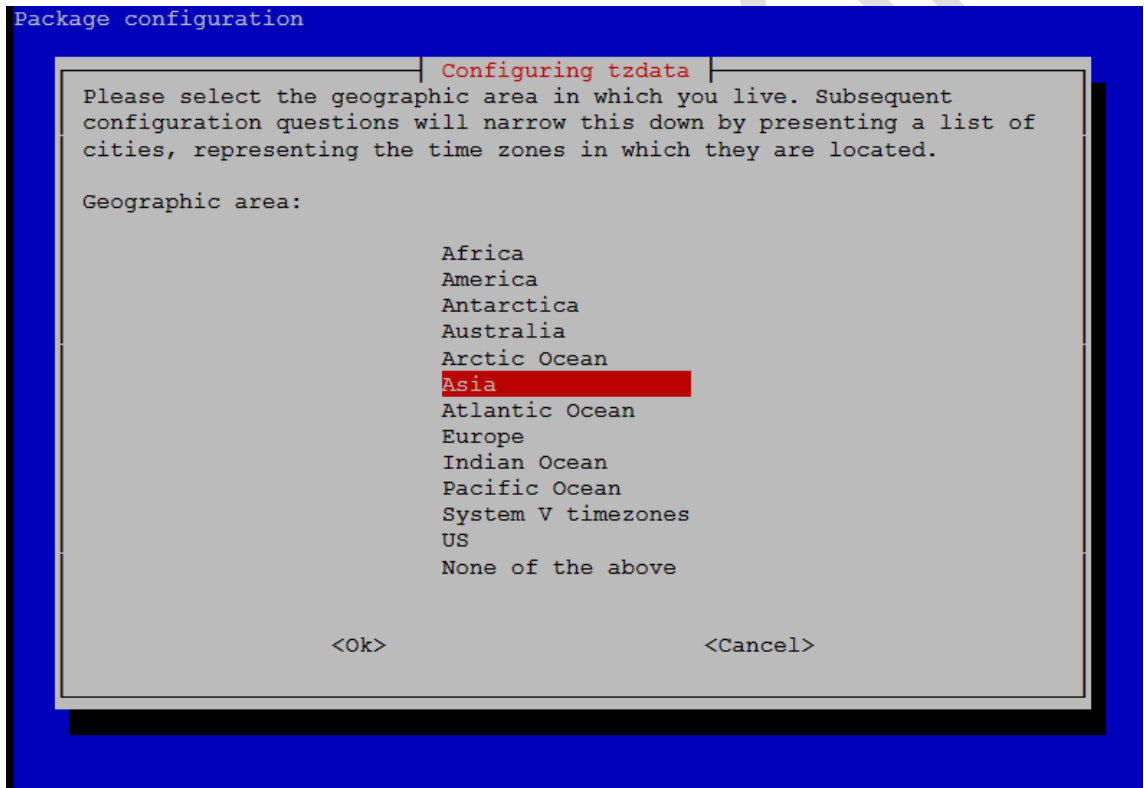 Package configuration
Configuring tzdata
Please select the geographic area in which you live. Subsequent
configuration questions will narrow this down by presenting a list of
cities, representing the time zones in which they are located.
Geographic area:
Africa
America
Antarctica
Australia
Arctic Ocean
Asia
Atlantic Ocean
Europe
Indian Ocean
Pacific Ocean
System V timezones
US
None of the above
<Ok> <Cancel>